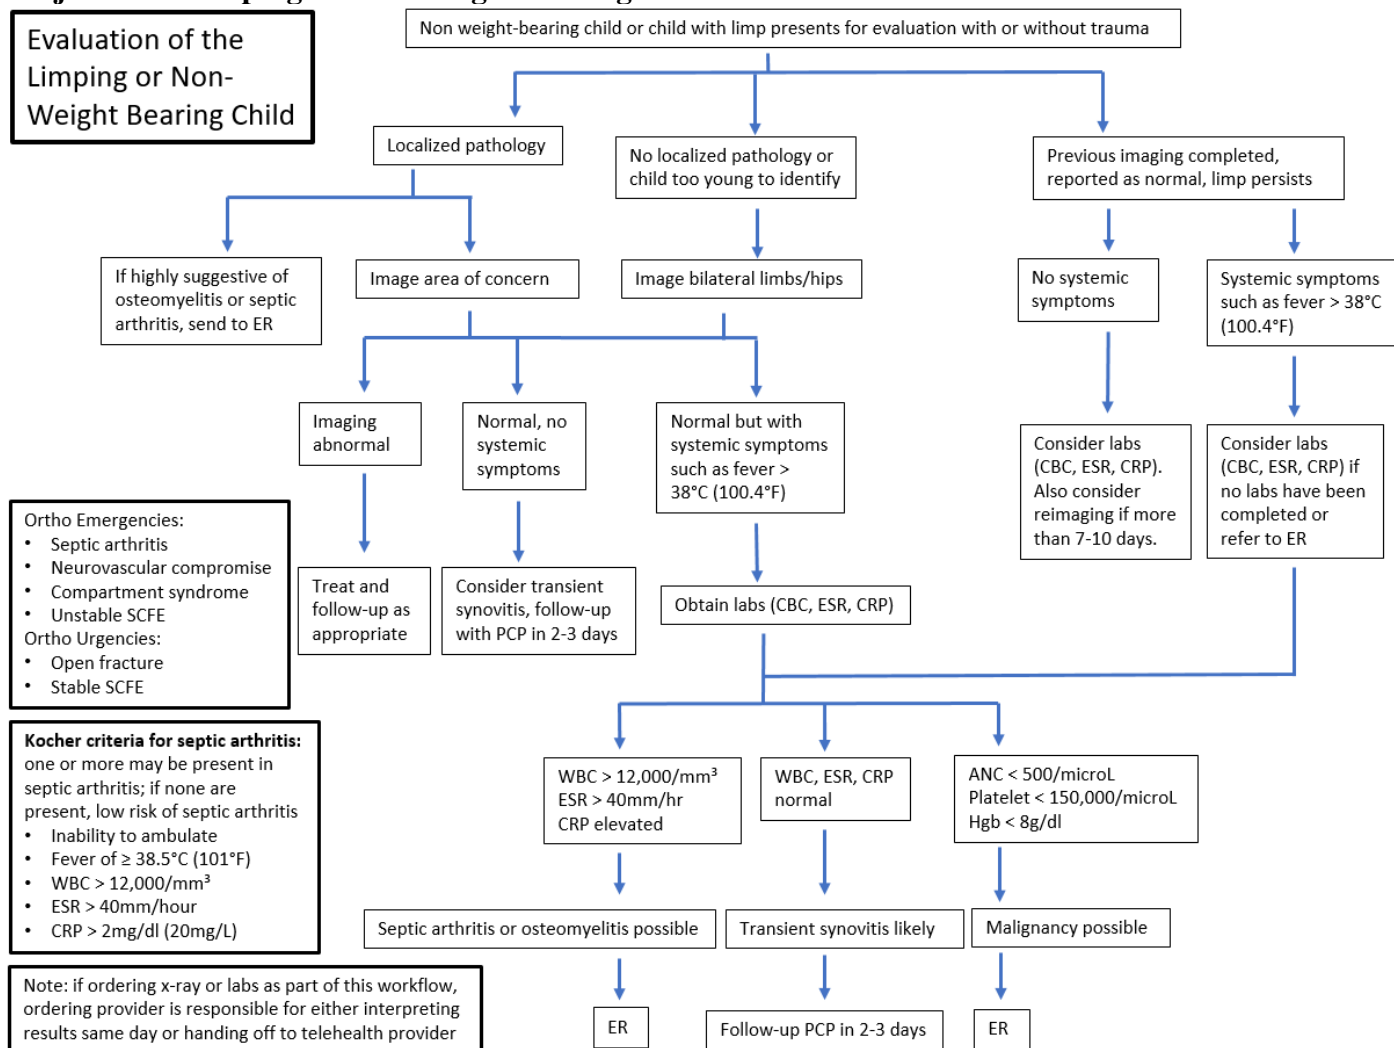 Evaluation of the
Limping or Non-
Weight Bearing Child
Non weight-bearing child or child with limp presents for evaluation with or without trauma
Localized pathology
No localized pathology or
child too young to identify
Previous imaging completed,
reported as normal, limp persists
If highly suggestive of
osteomyelitis or septic
arthritis, send to ER
Image area of concern
Image bilateral limbs/hips
No systemic
symptoms
Systemic symptoms
such as fever > 38°C
(100.4°F)
Imaging
abnormal
Normal, no
systemic
symptoms
Normal but with
systemic symptoms
such as fever >
38°C (100.4°F)
Consider labs
(CBC, ESR, CRP).
Also consider
reimaging if more
than 7-10 days.
Consider labs
(CBC, ESR, CRP) if
no labs have been
completed or
refer to ER
Treat and
follow-up as
appropriate
Consider transient
synovitis, follow-up
with PCP in 2-3 days
Obtain labs (CBC, ESR, CRP)
Ortho Emergencies:
• Septic arthritis
• Neurovascular compromise
• Compartment syndrome
• Unstable SCFE
Ortho Urgencies:
• Open fracture
• Stable SCFE
Kocher criteria for septic arthritis:
one or more may be present in
septic arthritis; if none are
present, low risk of septic arthritis
• Inability to ambulate
• Fever of ≥ 38.5°C (101°F)
• WBC > 12,000/mm³
• ESR > 40mm/hour
• CRP > 2mg/dl (20mg/L)
WBC > 12,000/mm³
ESR > 40mm/hr
CRP elevated
WBC, ESR, CRP
normal
ANC < 500/microL
Platelet < 150,000/microL
Hgb < 8g/dl
Septic arthritis or osteomyelitis possible
Transient synovitis likely
Malignancy possible
ER
Follow-up PCP in 2-3 days
ER
Note: if ordering x-ray or labs as part of this workflow,
ordering provider is responsible for either interpreting
results same day or handing off to telehealth provider